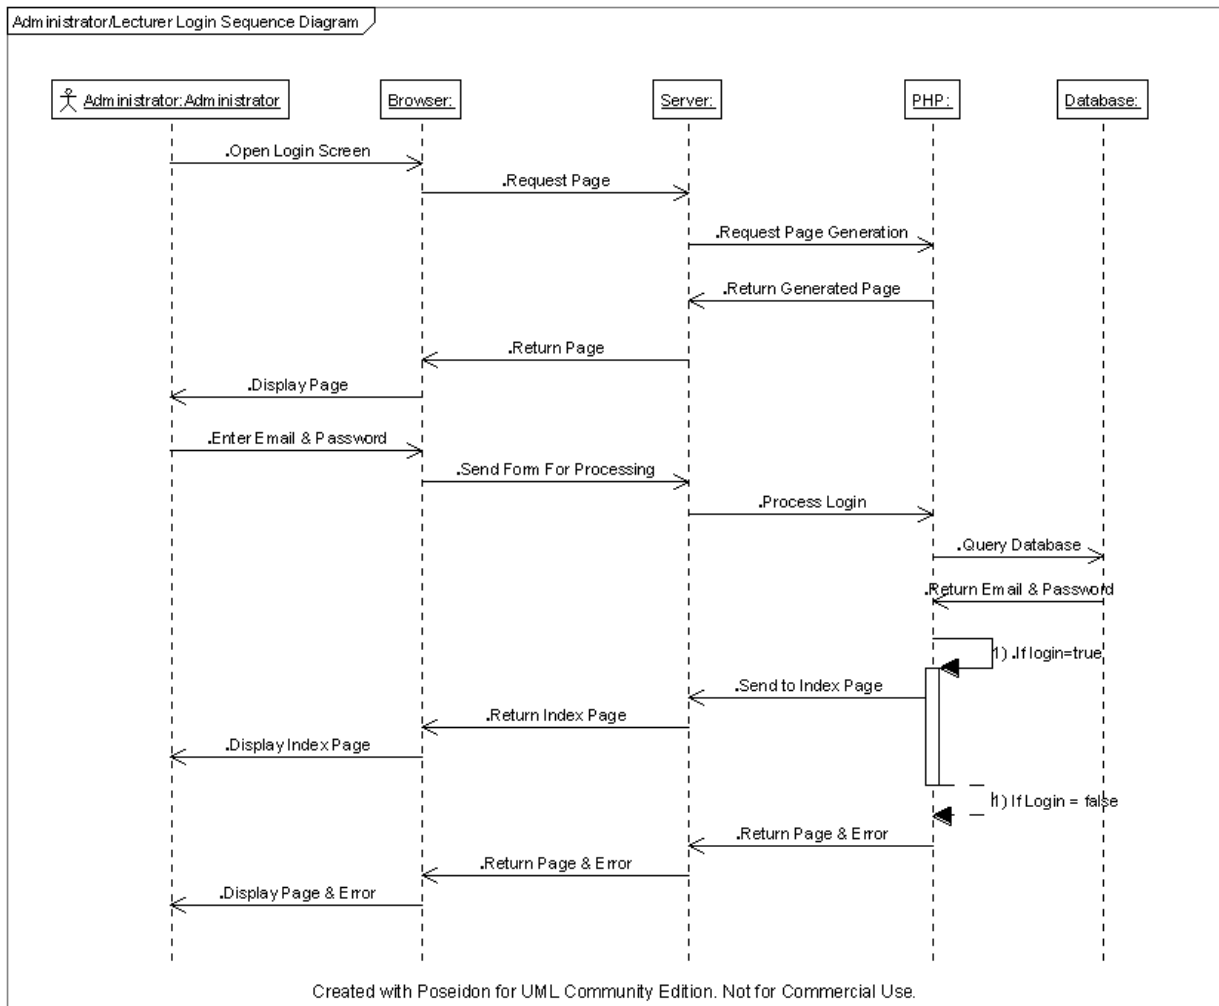 Administrator/Lecturer Login Sequence Diagram
Administrator:Administrator
Browser:
Server:
PHP:
Database:
.Open Login Screen
.Request Page
.Request Page Generation
.Return Generated Page
.Return Page
.Display Page
.Enter Email & Password
.Send Form For Processing
.Process Login
.Query Database
.Return Email & Password
1) .If login=true
.Send to Index Page
.Return Index Page
.Display Index Page
1) If Login = false
.Return Page & Error
.Return Page & Error
.Display Page & Error
Created with Poseidon for UML Community Edition. Not for Commercial Use.